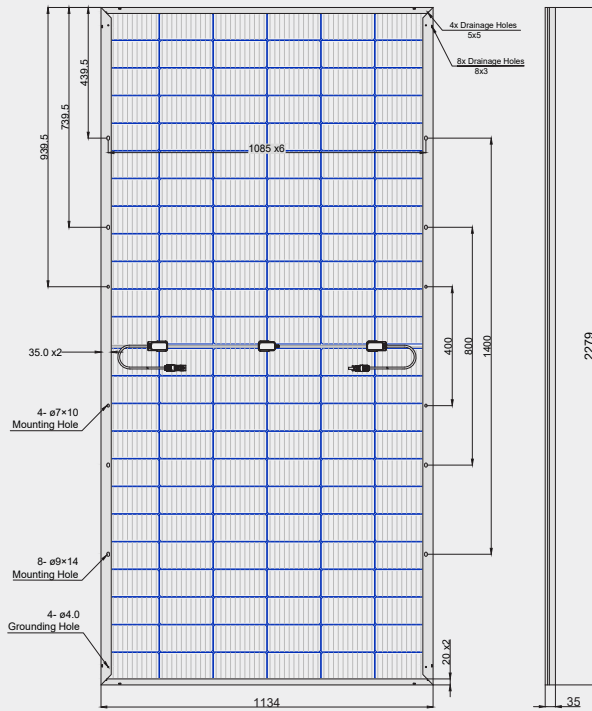 4x Drainage Holes
5x5
8x Drainage Holes
8x3
439.5
739.5
939.5
1085 x6
35.0 x2
400
800
1400
2279
4- ø7×10
Mounting Hole
8- ø9×14
Mounting Hole
4- ø4.0
Grounding Hole
20 x2
1134
35